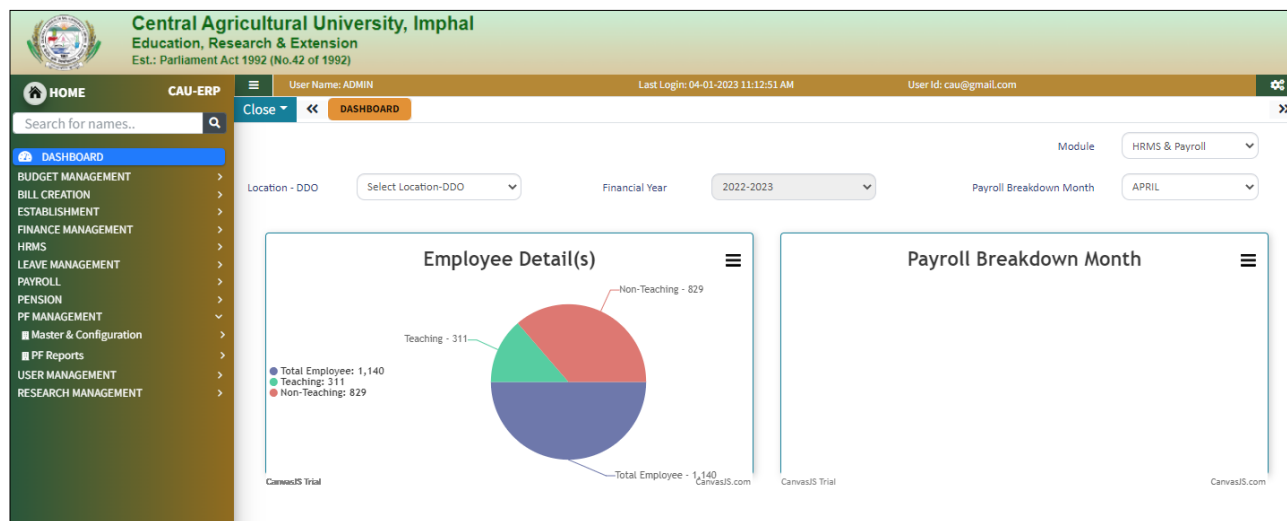 Central Agricultural University, Imphal
Education, Research & Extension
Est.: Parliament Act 1992 (No.42 of 1992)
HOME CAU-ERP
User Name: ADMIN Last Login: 04-01-2023 11:12:51 AM User Id: cau@gmail.com
Close DASHBOARD
Search for names..
DASHBOARD
BUDGET MANAGEMENT
BILL CREATION
ESTABLISHMENT
FINANCE MANAGEMENT
HRMS
LEAVE MANAGEMENT
PAYROLL
PENSION
PF MANAGEMENT
Master & Configuration
PF Reports
USER MANAGEMENT
RESEARCH MANAGEMENT
Module HRMS & Payroll
Location - DDO Select Location-DDO Financial Year 2022-2023 Payroll Breakdown Month APRIL
Employee Detail(s)
Non-Teaching - 829
Teaching - 311
Total Employee: 1,140
Teaching: 311
Non-Teaching: 829
Total Employee - 1,140
CanvasJS Trial CanvasJS.com
Payroll Breakdown Month
CanvasJS Trial CanvasJS.com